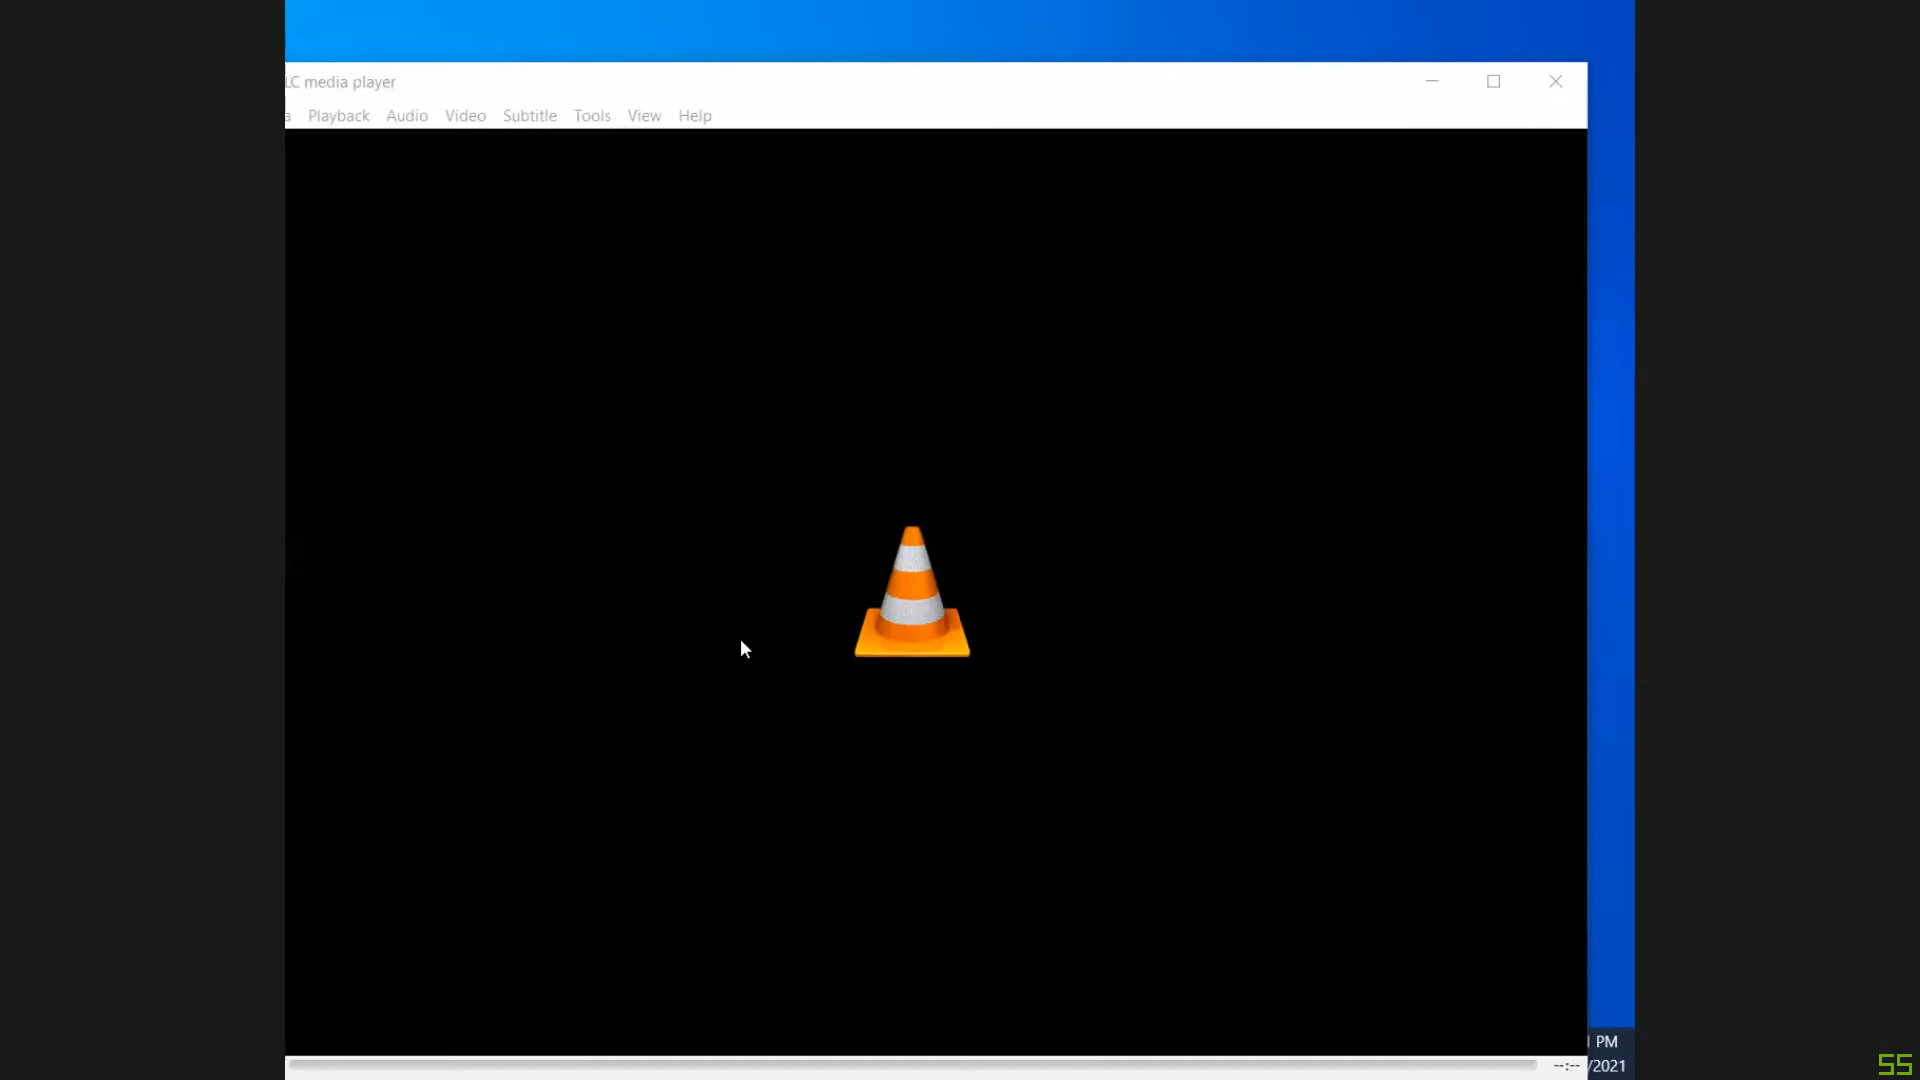 LC media player
a Playback Audio Video Subtitle Tools View Help
--:--
PM
/2021
55